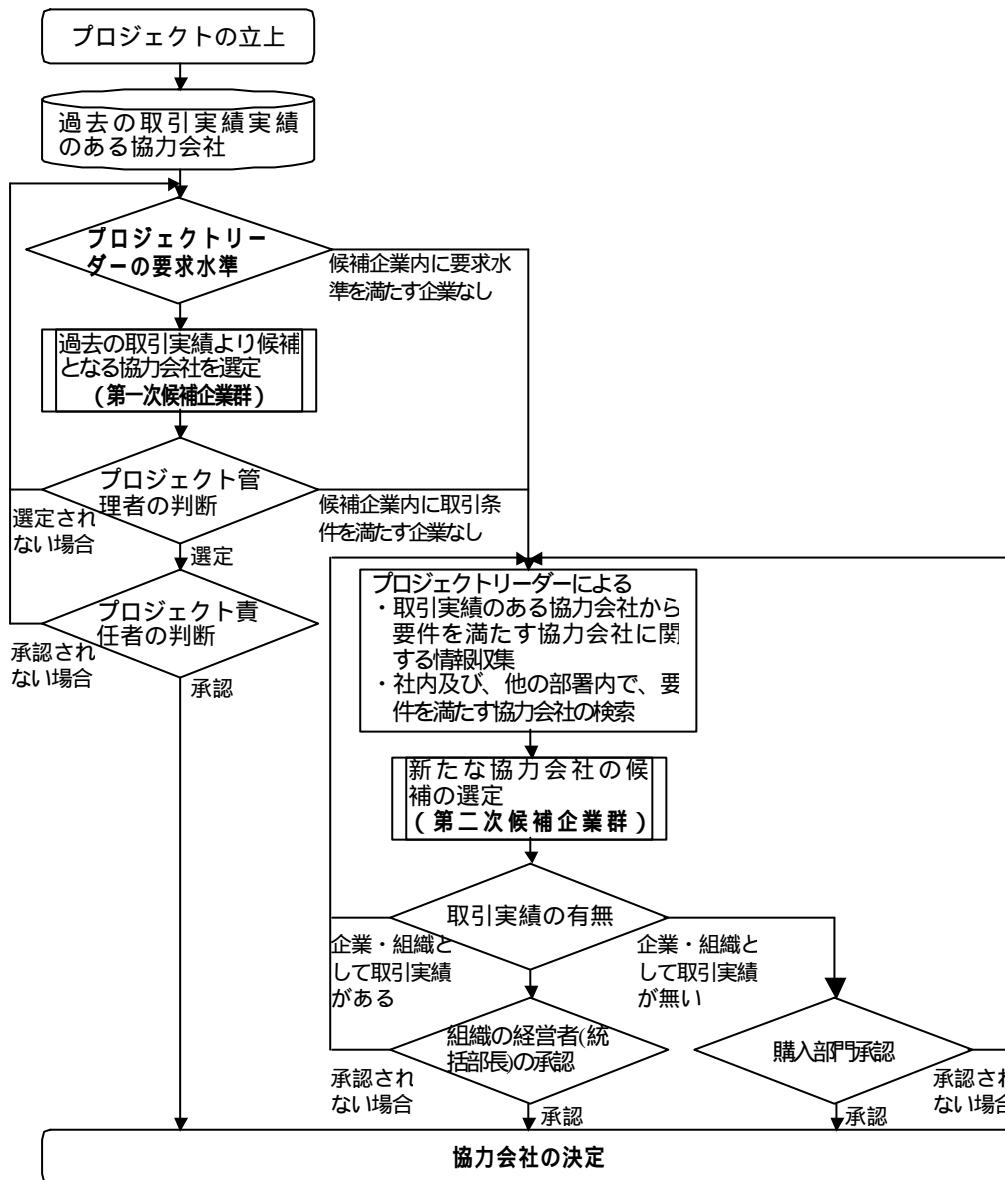 プロジェクトの立上
過去の取引実績実績
のある協力会社
プロジェクトリー
ダーの要求水準
候補企業内に要求水
準を満たす企業なし
過去の取引実績より候補
となる協力会社を選定
(第一次候補企業群)
プロジェクト管
理者の判断
選定され
ない場合
候補企業内に取引条
件を満たす企業なし
選定
プロジェクト責
任者の判断
承認され
ない場合
承認
プロジェクトリーダーによる
・取引実績のある協力会社から
要件を満たす協力会社に関
する情報収集
・社内及び、他の部署内で、要
件を満たす協力会社の検索
新たな協力会社の候
補の選定
(第二次候補企業群)
取引実績の有無
企業・組織と
して取引実績
がある
企業・組織と
して取引実績
が無い
組織の経営者(統
括部長)の承認
承認され
ない場合
承認
購入部門承認
承認され
ない場合
承認
協力会社の決定